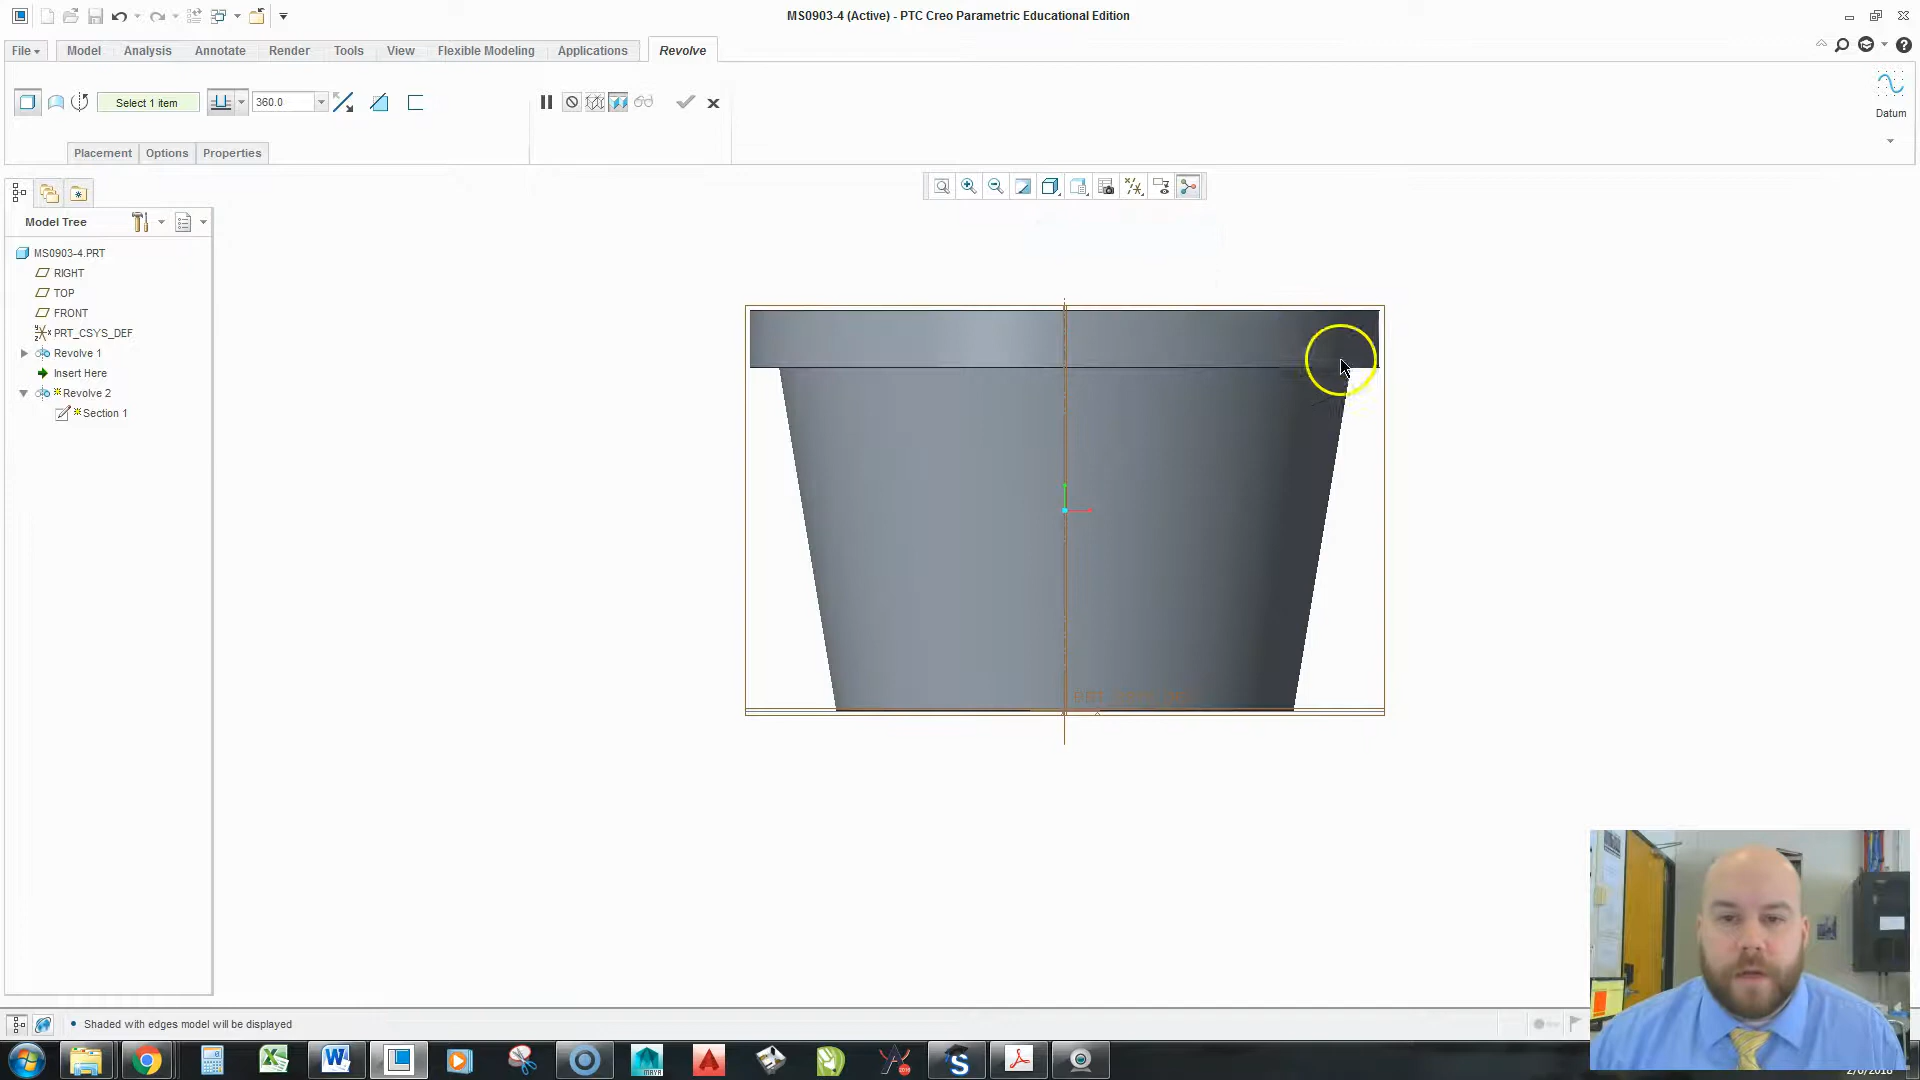 MS0903-4 (Active) - PTC Creo Parametric Educational Edition
File Model Analysis Annotate Render Tools View Flexible Modeling Applications Revolve
Select 1 item
360.0
Datum
Placement Options Properties
Model Tree
MS0903-4.PRT
RIGHT
TOP
FRONT
PRT_CSYS_DEF
Revolve 1
Insert Here
Revolve 2
Section 1
Shaded with edges model will be displayed
MAYA